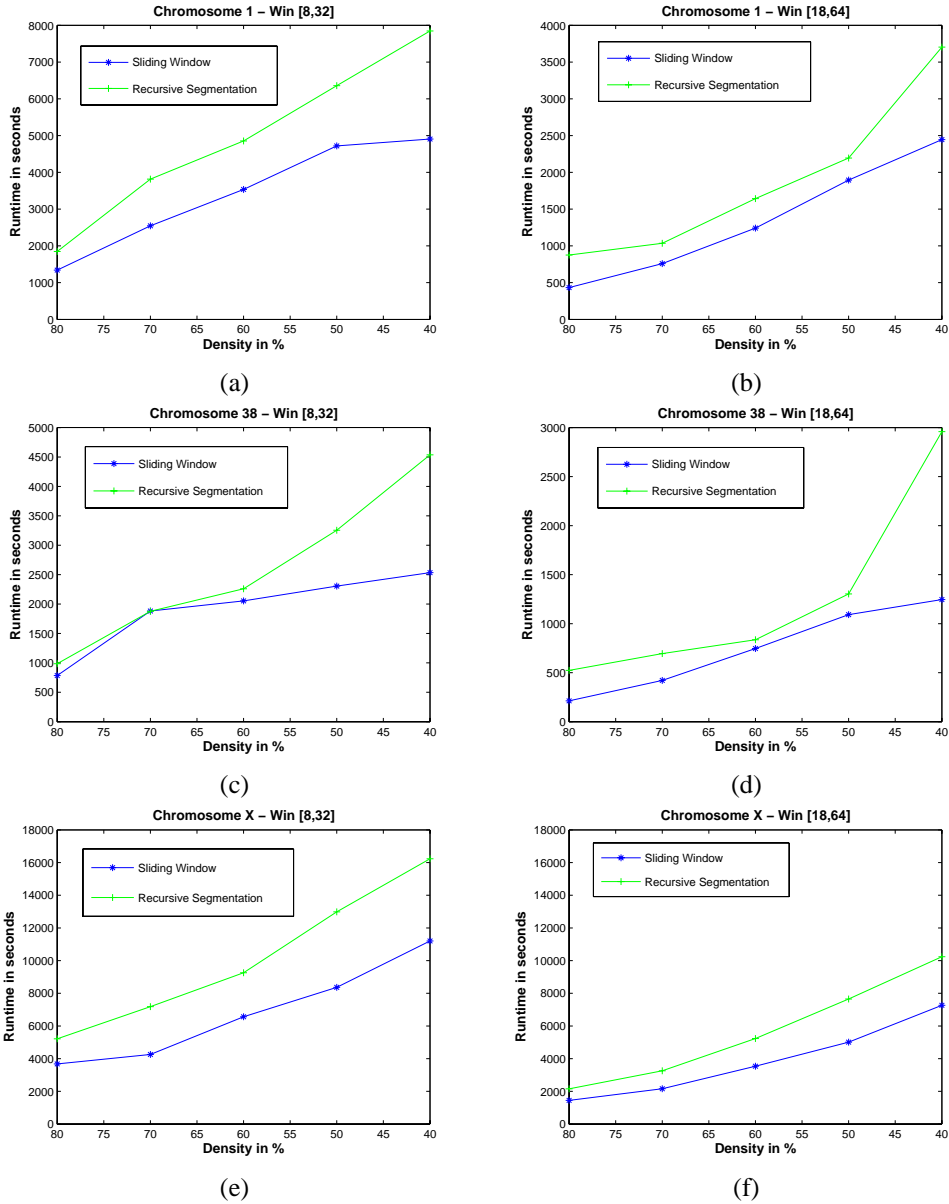 Chromosome 1 – Win [8,32]
8000
7000
6000
5000
4000
3000
2000
1000
0
Runtime in seconds
Sliding Window
Recursive Segmentation
80 75 70 65 60 55 50 45 40
Density in %
(a)
Chromosome 1 – Win [18,64]
4000
3500
3000
2500
2000
1500
1000
500
0
Runtime in seconds
Sliding Window
Recursive Segmentation
80 75 70 65 60 55 50 45 40
Density in %
(b)
Chromosome 38 – Win [8,32]
5000
4500
4000
3500
3000
2500
2000
1500
1000
500
0
Runtime in seconds
Sliding Window
Recursive Segmentation
80 75 70 65 60 55 50 45 40
Density in %
(c)
Chromosome 38 – Win [18,64]
3000
2500
2000
1500
1000
500
0
Runtime in seconds
Sliding Window
Recursive Segmentation
80 75 70 65 60 55 50 45 40
Density in %
(d)
Chromosome X – Win [8,32]
18000
16000
14000
12000
10000
8000
6000
4000
2000
0
Runtime in seconds
Sliding Window
Recursive Segmentation
80 75 70 65 60 55 50 45 40
Density in %
(e)
Chromosome X – Win [18,64]
18000
16000
14000
12000
10000
8000
6000
4000
2000
0
Runtime in seconds
Sliding Window
Recursive Segmentation
80 75 70 65 60 55 50 45 40
Density in %
(f)